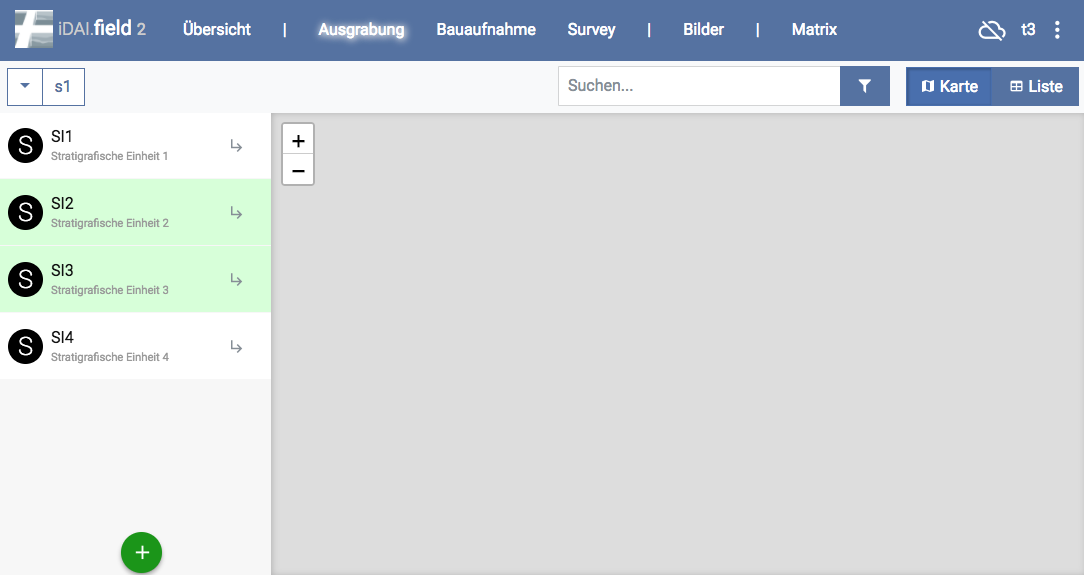 iDAI.field 2 Übersicht | Ausgrabung Bauaufnahme Survey | Bilder | Matrix t3
s1 Suchen... Karte Liste
S SI1
Stratigrafische Einheit 1
S SI2
Stratigrafische Einheit 2
S SI3
Stratigrafische Einheit 3
S SI4
Stratigrafische Einheit 4
+
−
+